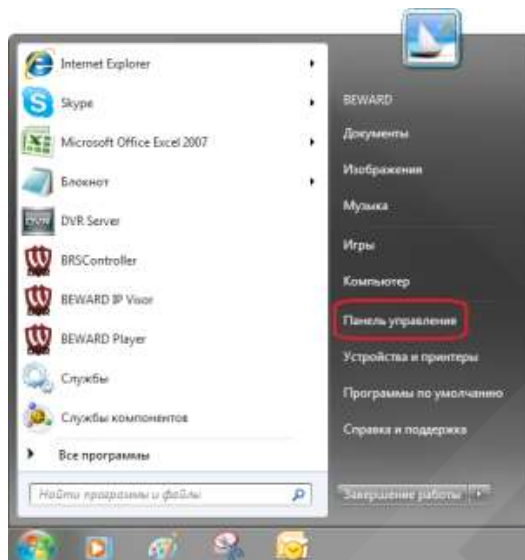 Internet Explorer
Skype
Microsoft Office Excel 2007
Блокнот
DVR
DVR Server
BRSController
BEWARD IP Visor
BEWARD Player
Службы
Службы компонентов
Все программы
Найти программы и файлы
BEWARD
Документы
Изображения
Музыка
Игры
Компьютер
Панель управления
Устройства и принтеры
Программы по умолчанию
Справка и поддержка
Завершение работы